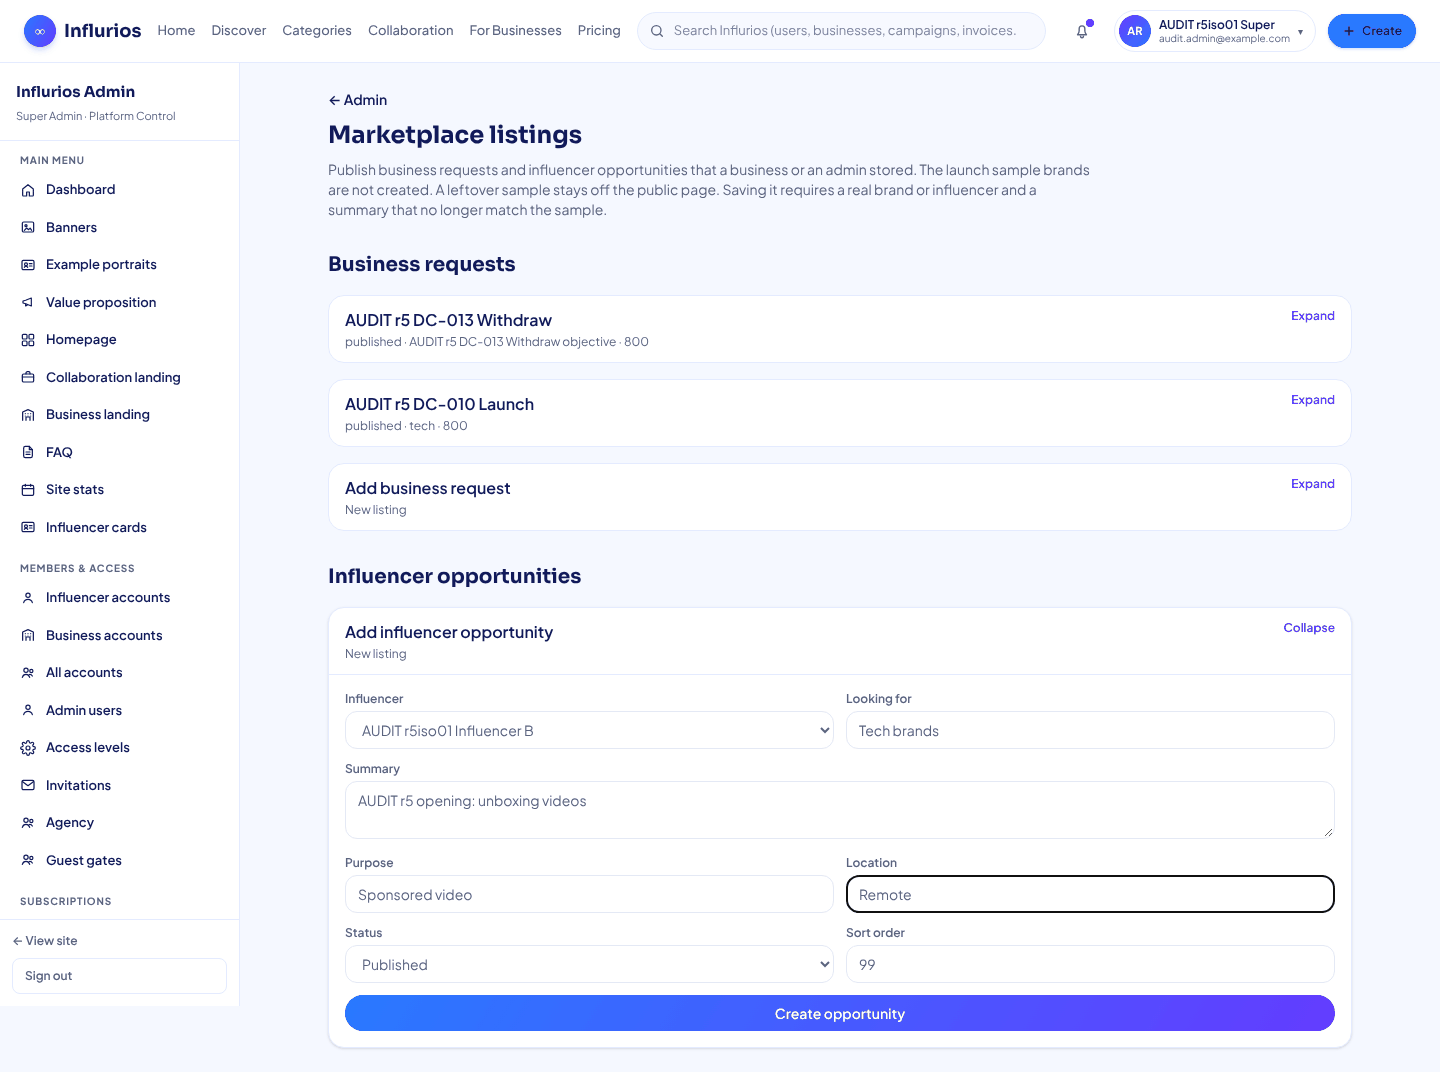 Influrios
Home
Discover
Categories
Collaboration
For Businesses
Pricing
Search Influrios (users, businesses, campaigns, invoices.
AR
AUDIT r5iso01 Super
audit.admin@example.com
Create
Influrios Admin
Super Admin · Platform Control
MAIN MENU
Dashboard
Banners
Example portraits
Value proposition
Homepage
Collaboration landing
Business landing
FAQ
Site stats
Influencer cards
MEMBERS & ACCESS
Influencer accounts
Business accounts
All accounts
Admin users
Access levels
Invitations
Agency
Guest gates
SUBSCRIPTIONS
← View site
Sign out
← Admin
Marketplace listings
Publish business requests and influencer opportunities that a business or an admin stored. The launch sample brands
are not created. A leftover sample stays off the public page. Saving it requires a real brand or influencer and a
summary that no longer match the sample.
Business requests
AUDIT r5 DC-013 Withdraw
Expand
published · AUDIT r5 DC-013 Withdraw objective · 800
AUDIT r5 DC-010 Launch
Expand
published · tech · 800
Add business request
Expand
New listing
Influencer opportunities
Add influencer opportunity
Collapse
New listing
Influencer
AUDIT r5iso01 Influencer B
Looking for
Tech brands
Summary
AUDIT r5 opening: unboxing videos
Purpose
Sponsored video
Location
Remote
Status
Published
Sort order
99
Create opportunity